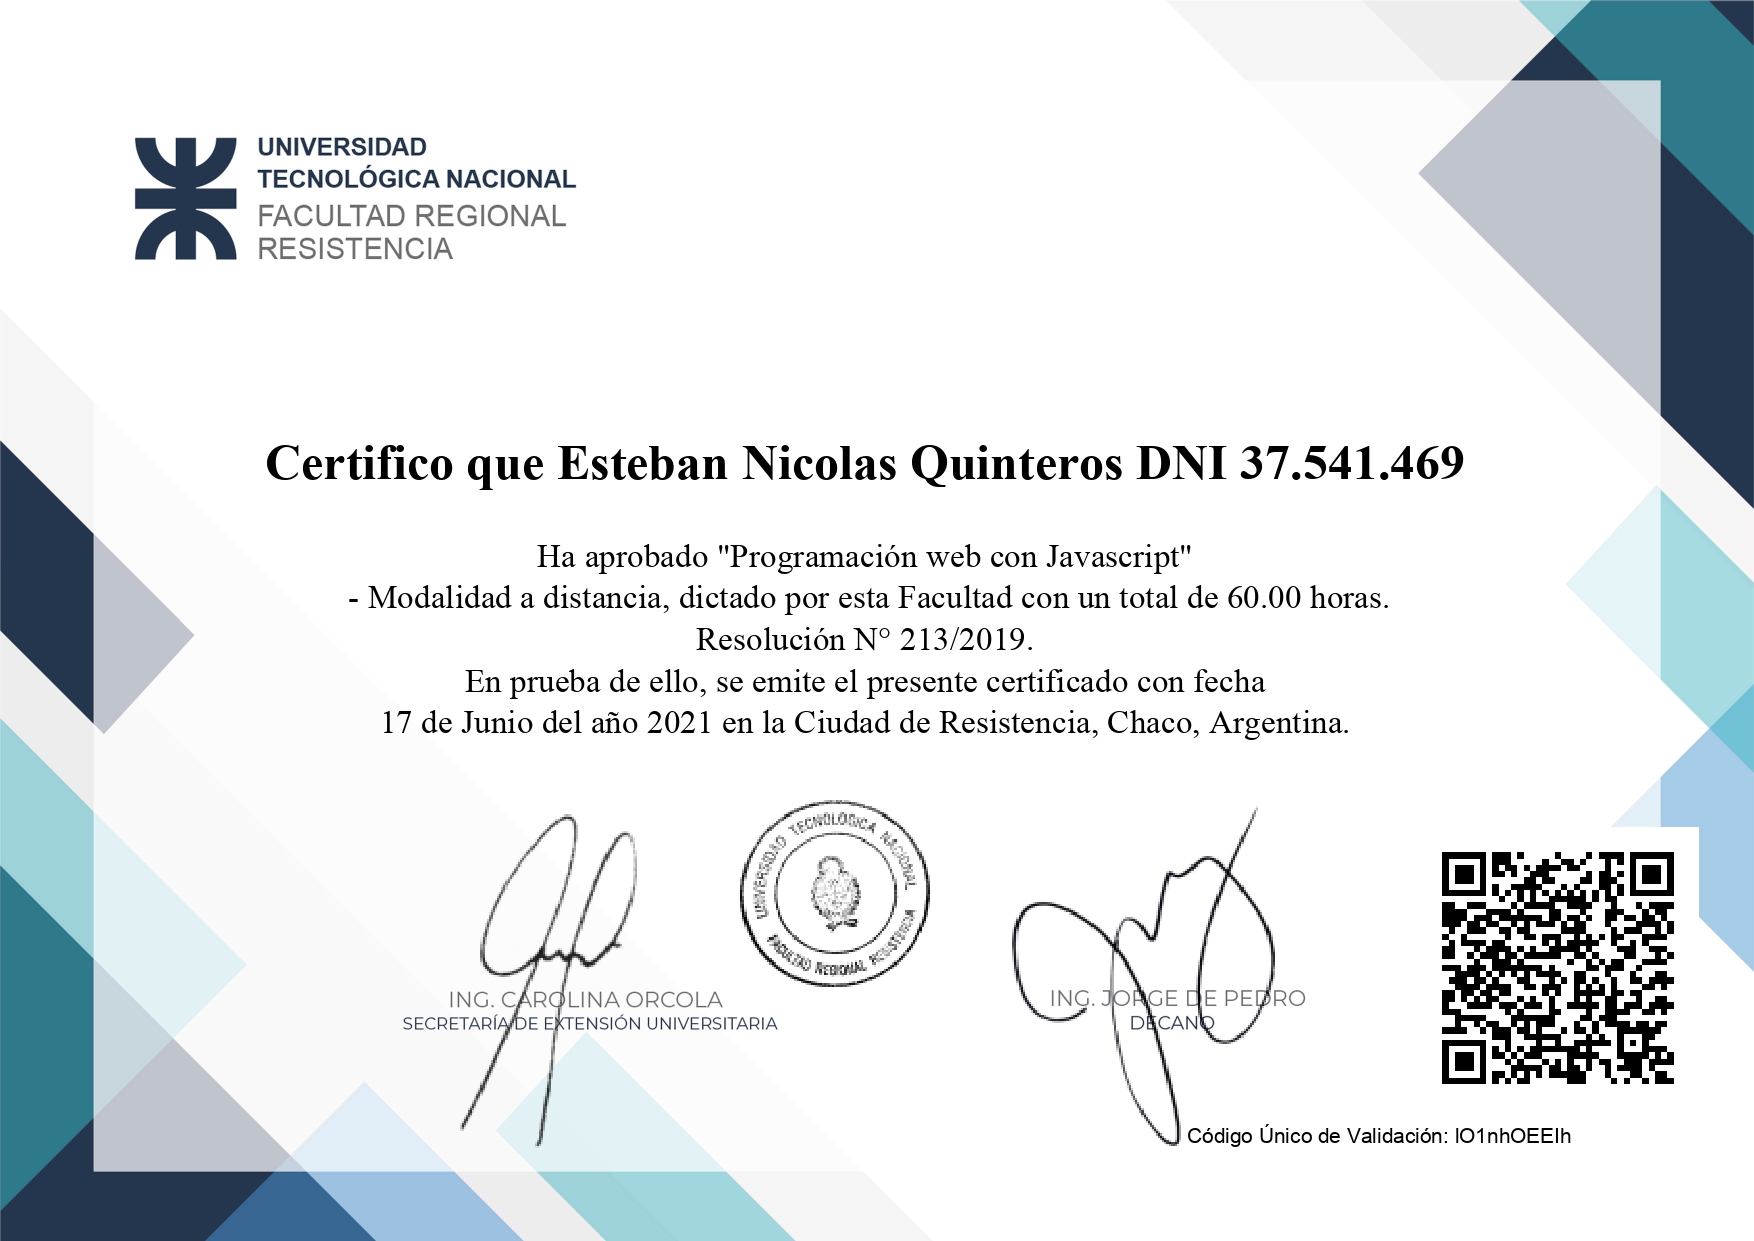 UNIVERSIDAD
TECNOLÓGICA NACIONAL
FACULTAD REGIONAL
RESISTENCIA
Certifico que Esteban Nicolas Quinteros DNI 37.541.469
Ha aprobado "Programación web con Javascript"
- Modalidad a distancia, dictado por esta Facultad con un total de 60.00 horas.
Resolución N° 213/2019.
En prueba de ello, se emite el presente certificado con fecha
17 de Junio del año 2021 en la Ciudad de Resistencia, Chaco, Argentina.
UNIVERSIDAD TECNOLÓGICA NACIONAL
FACULTAD REGIONAL RESISTENCIA
ING. CAROLINA ORCOLA
SECRETARÍA DE EXTENSIÓN UNIVERSITARIA
ING. JORGE DE PEDRO
DECANO
Código Único de Validación: lO1nhOEEIh